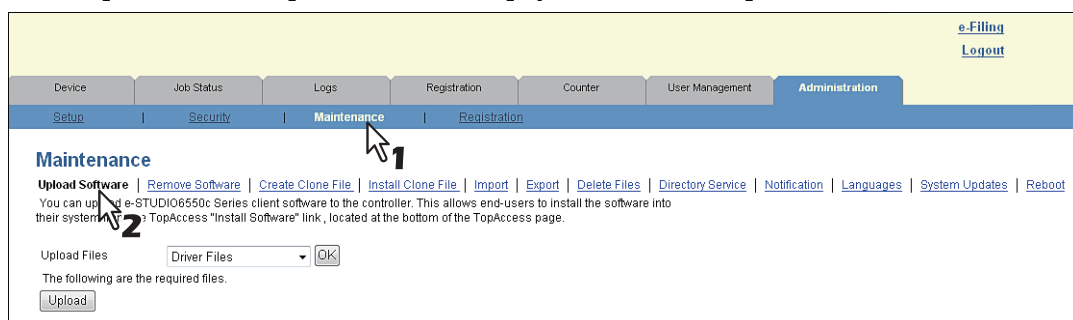 e-Filing
Logout
Device Job Status Logs Registration Counter User Management Administration
Setup | Security | Maintenance | Registration
1
Maintenance
Upload Software | Remove Software | Create Clone File | Install Clone File | Import | Export | Delete Files | Directory Service | Notification | Languages | System Updates | Reboot
You can upload e-STUDIO6550c Series client software to the controller. This allows end-users to install the software into
their system TopAccess "Install Software" link , located at the bottom of the TopAccess page.
2
Upload Files Driver Files OK
The following are the required files.
Upload